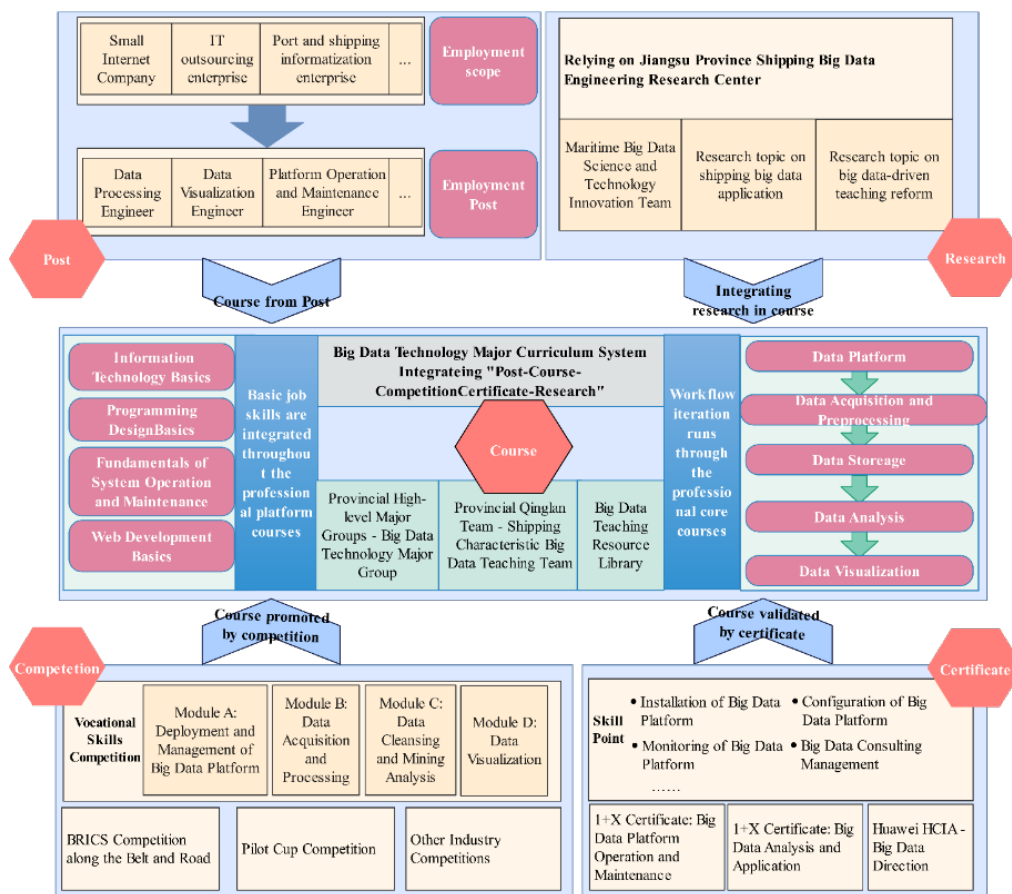 Small
Internet
Company
IT
outsourcing
enterprise
Port and shipping
informatization
enterprise
...
Employment
scope
Data
Processing
Engineer
Data
Visualization
Engineer
Platform Operation
and Maintenance
Engineer
...
Employment
Post
Post
Relying on Jiangsu Province Shipping Big Data
Engineering Research Center
Maritime Big Data
Science and
Technology
Innovation Team
Research topic on
shipping big data
application
Research topic on
big data-driven
teaching reform
Research
Course from Post
Integrating
research in course
Information
Technology Basics
Programming
DesignBasics
Fundamentals of
System Operation
and Maintenance
Web Development
Basics
Basic job
skills are
integrated
throughou
t the
profession
al platform
courses
Big Data Technology Major Curriculum System
Integrateing "Post-Course-
CompetitionCertificate-Research"
Course
Provincial High-
level Major
Groups - Big Data
Technology Major
Group
Provincial Qinglan
Team - Shipping
Characteristic Big
Data Teaching Team
Big Data
Teaching
Resource
Library
Workflow
iteration
runs
through
the
professio
nal core
courses
Data Platform
Data Acquisition and
Preprocessing
Data Storeage
Data Analysis
Data Visualization
Course promoted
by competition
Course validated
by certificate
Competetion
Vocational
Skills
Competition
Module A:
Deployment and
Management of
Big Data Platform
Module B:
Data
Acquisition
and
Processing
Module C:
Data
Cleansing
and Mining
Analysis
Module D:
Data
Visualization
BRICS Competition
along the Belt and Road
Pilot Cup Competition
Other Industry
Competitions
Certificate
Skill
Point
• Installation of Big Data
Platform
• Configuration of Big
Data Platform
• Monitoring of Big Data
Platform
• Big Data Consulting
Management
……
1+X Certificate: Big
Data Platform
Operation and
Maintenance
1+X Certificate: Big
Data Analysis and
Application
Huawei HCIA -
Big Data
Direction